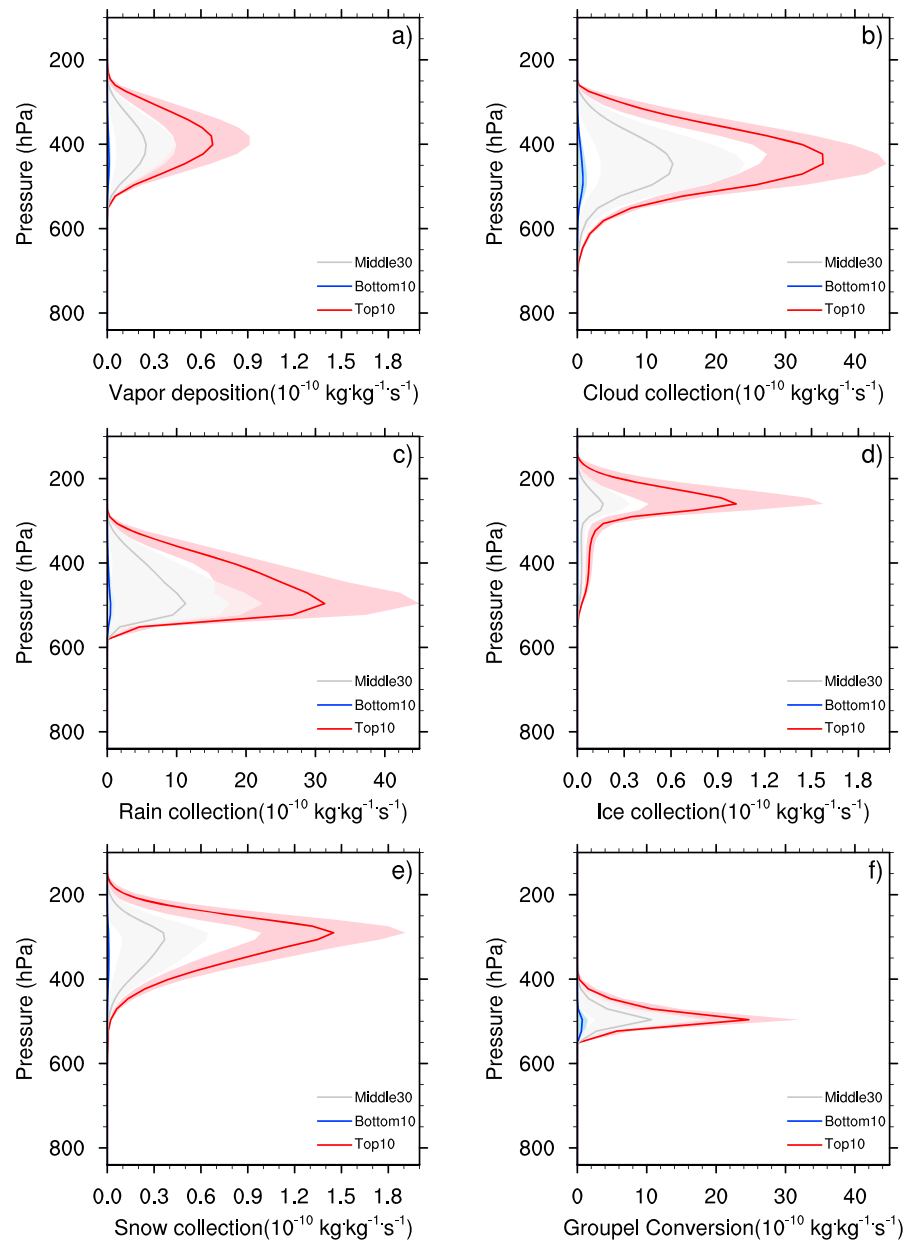 a)
200
400
600
800
Pressure (hPa)
Middle30
Bottom10
Top10
0.0 0.3 0.6 0.9 1.2 1.5 1.8
Vapor deposition(10⁻¹⁰ kg·kg⁻¹·s⁻¹)
b)
200
400
600
800
Pressure (hPa)
Middle30
Bottom10
Top10
0 10 20 30 40
Cloud collection(10⁻¹⁰ kg·kg⁻¹·s⁻¹)
c)
200
400
600
800
Pressure (hPa)
Middle30
Bottom10
Top10
0 10 20 30 40
Rain collection(10⁻¹⁰ kg·kg⁻¹·s⁻¹)
d)
200
400
600
800
Pressure (hPa)
Middle30
Bottom10
Top10
0.0 0.3 0.6 0.9 1.2 1.5 1.8
Ice collection(10⁻¹⁰ kg·kg⁻¹·s⁻¹)
e)
200
400
600
800
Pressure (hPa)
Middle30
Bottom10
Top10
0.0 0.3 0.6 0.9 1.2 1.5 1.8
Snow collection(10⁻¹⁰ kg·kg⁻¹·s⁻¹)
f)
200
400
600
800
Pressure (hPa)
Middle30
Bottom10
Top10
0 10 20 30 40
Groupel Conversion(10⁻¹⁰ kg·kg⁻¹·s⁻¹)